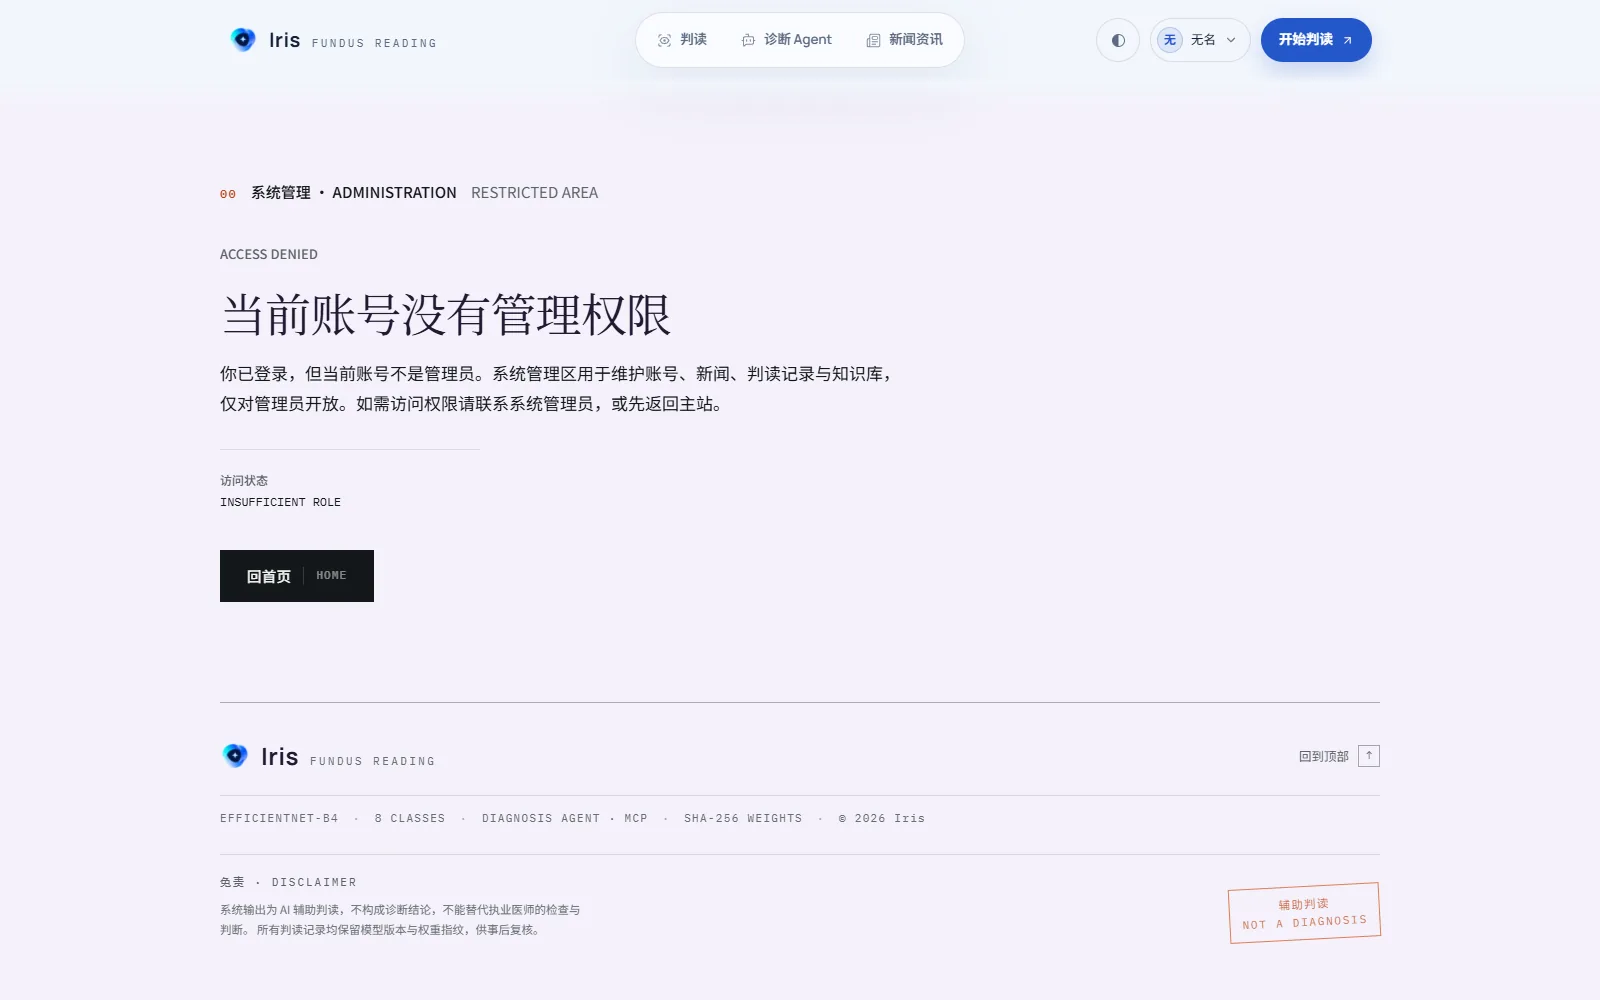 Iris FUNDUS READING
判读
诊断 Agent
新闻资讯
无 无名
开始判读
00 系统管理 · ADMINISTRATION RESTRICTED AREA
ACCESS DENIED
当前账号没有管理权限
你已登录，但当前账号不是管理员。系统管理区用于维护账号、新闻、判读记录与知识库，
仅对管理员开放。如需访问权限请联系系统管理员，或先返回主站。
访问状态
INSUFFICIENT ROLE
回首页 HOME
Iris FUNDUS READING
回到顶部 ↑
EFFICIENTNET-B4 · 8 CLASSES · DIAGNOSIS AGENT · MCP · SHA-256 WEIGHTS · © 2026 Iris
免责 · DISCLAIMER
系统输出为 AI 辅助判读，不构成诊断结论，不能替代执业医师的检查与
判断。 所有判读记录均保留模型版本与权重指纹，供事后复核。
辅助判读
NOT A DIAGNOSIS